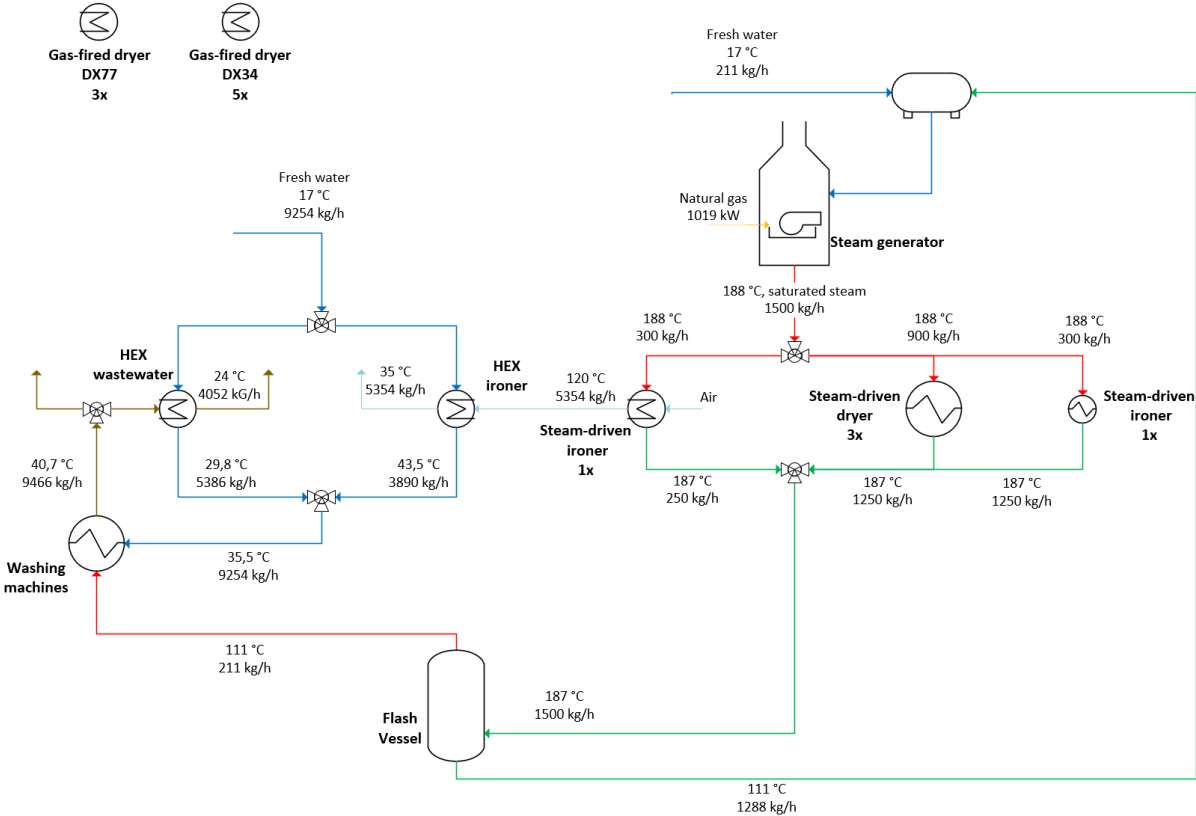 Gas-fired dryer
DX77
3x
Gas-fired dryer
DX34
5x
Fresh water
17 °C
211 kg/h
Fresh water
17 °C
9254 kg/h
Natural gas
1019 kW
Steam generator
188 °C, saturated steam
1500 kg/h
188 °C
300 kg/h
188 °C
900 kg/h
188 °C
300 kg/h
HEX
wastewater
24 °C
4052 kG/h
35 °C
5354 kg/h
HEX
ironer
120 °C
5354 kg/h
Air
Steam-driven
ironer
1x
Steam-driven
dryer
3x
Steam-driven
ironer
1x
40,7 °C
9466 kg/h
29,8 °C
5386 kg/h
43,5 °C
3890 kg/h
187 °C
250 kg/h
187 °C
1250 kg/h
187 °C
1250 kg/h
Washing
machines
35,5 °C
9254 kg/h
111 °C
211 kg/h
Flash
Vessel
187 °C
1500 kg/h
111 °C
1288 kg/h